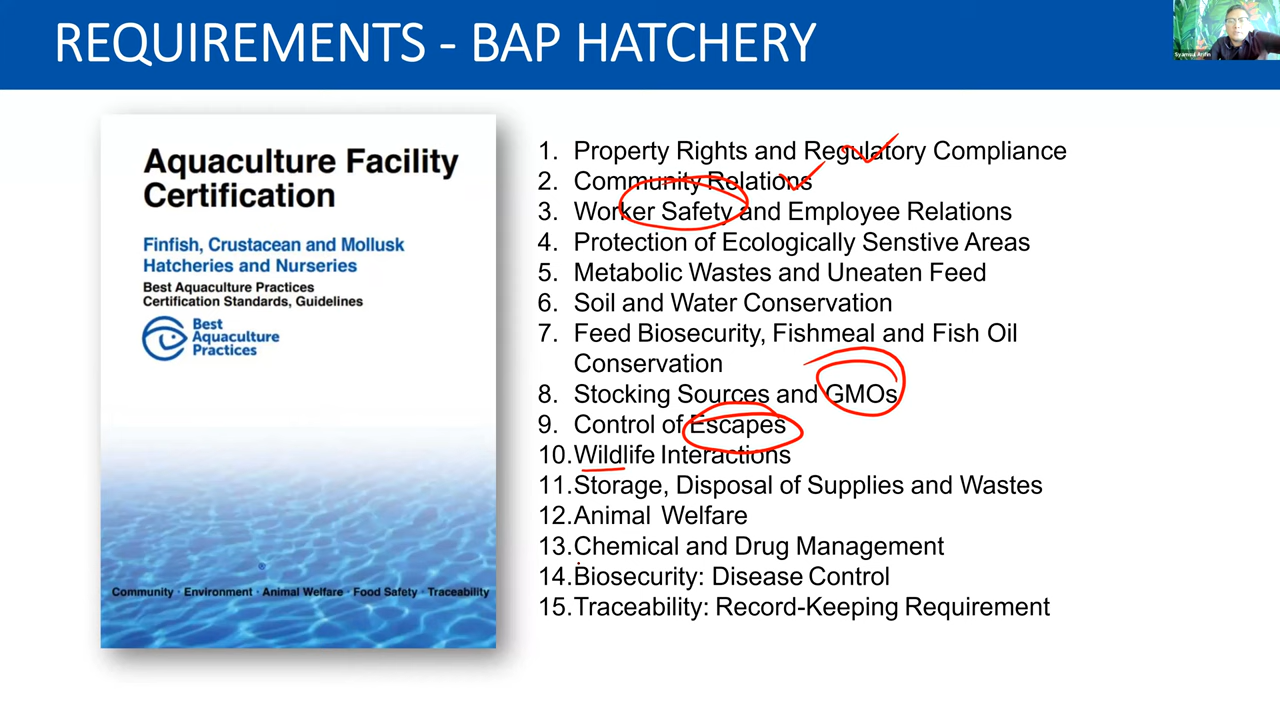 REQUIREMENTS - BAP HATCHERY
Syamsul Arifin
Aquaculture Facility
Certification
Finfish, Crustacean and Mollusk
Hatcheries and Nurseries
Best Aquaculture Practices
Certification Standards, Guidelines
Best
Aquaculture
Practices
Community · Environment · Animal Welfare · Food Safety · Traceability
1. Property Rights and Regulatory Compliance
2. Community Relations
3. Worker Safety and Employee Relations
4. Protection of Ecologically Senstive Areas
5. Metabolic Wastes and Uneaten Feed
6. Soil and Water Conservation
7. Feed Biosecurity, Fishmeal and Fish Oil
Conservation
8. Stocking Sources and GMOs
9. Control of Escapes
10.Wildlife Interactions
11.Storage, Disposal of Supplies and Wastes
12.Animal Welfare
13.Chemical and Drug Management
14.Biosecurity: Disease Control
15.Traceability: Record-Keeping Requirement